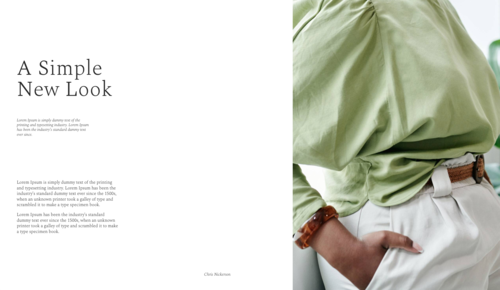 A Simple
New Look
Lorem Ipsum is simply dummy text of the
printing and typesetting industry. Lorem Ipsum
has been the industry's standard dummy text
ever since.
Lorem Ipsum is simply dummy text of the printing
and typesetting industry. Lorem Ipsum has been the
industry's standard dummy text ever since the 1500s,
when an unknown printer took a galley of type and
scrambled it to make a type specimen book.
Lorem Ipsum has been the industry's standard
dummy text ever since the 1500s, when an unknown
printer took a galley of type and scrambled it to make
a type specimen book.